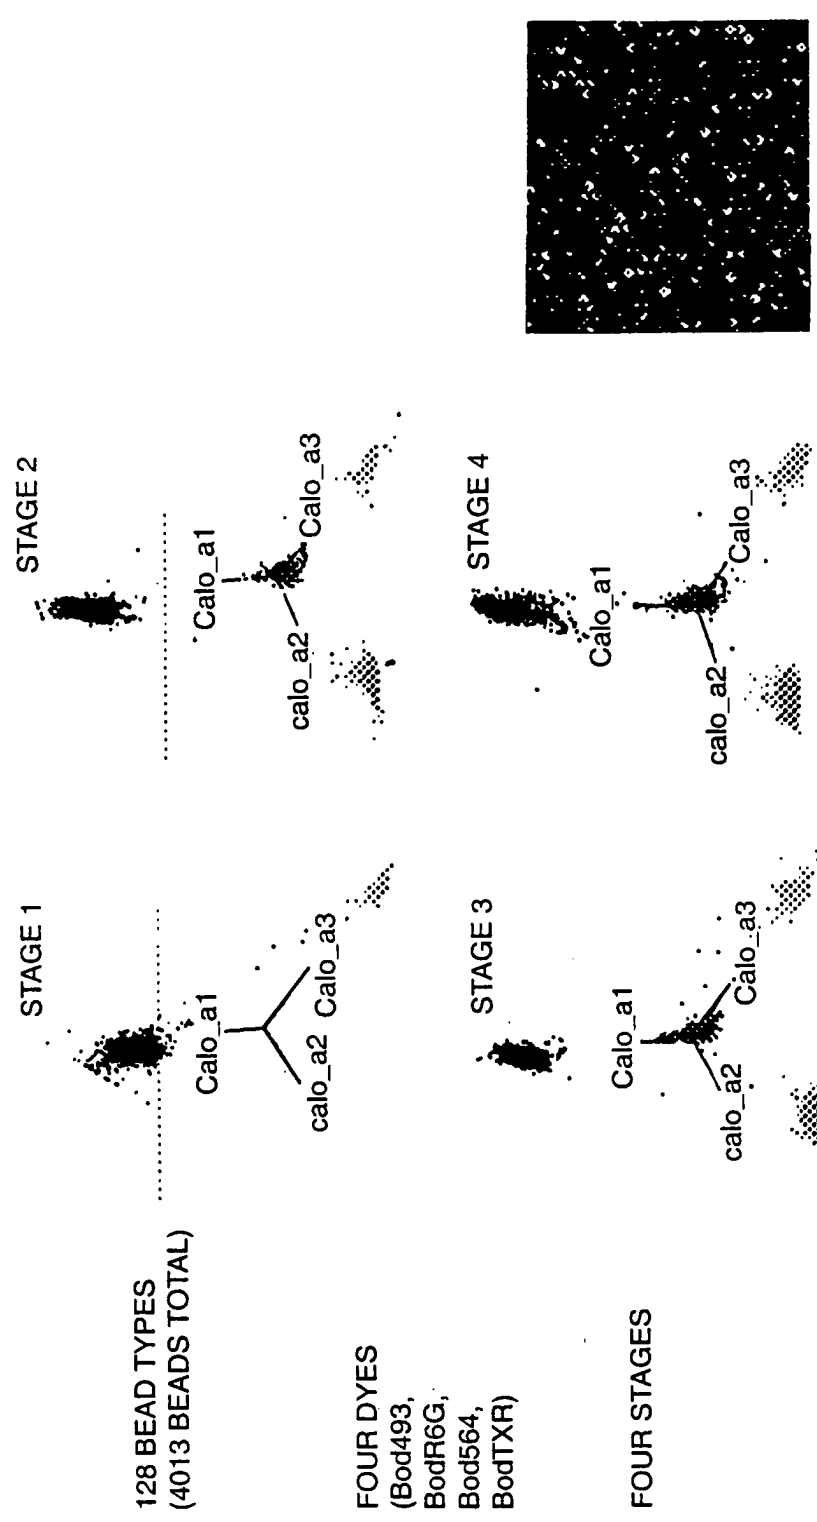 128 BEAD TYPES
(4013 BEADS TOTAL)
FOUR DYES
(Bod493,
BodR6G,
Bod564,
BodTXR)
FOUR STAGES
STAGE 1
Calo_a1
calo_a2
Calo_a3
STAGE 2
Calo_a1
calo_a2
Calo_a3
STAGE 3
Calo_a1
calo_a2
Calo_a3
STAGE 4
Calo_a1
calo_a2
Calo_a3